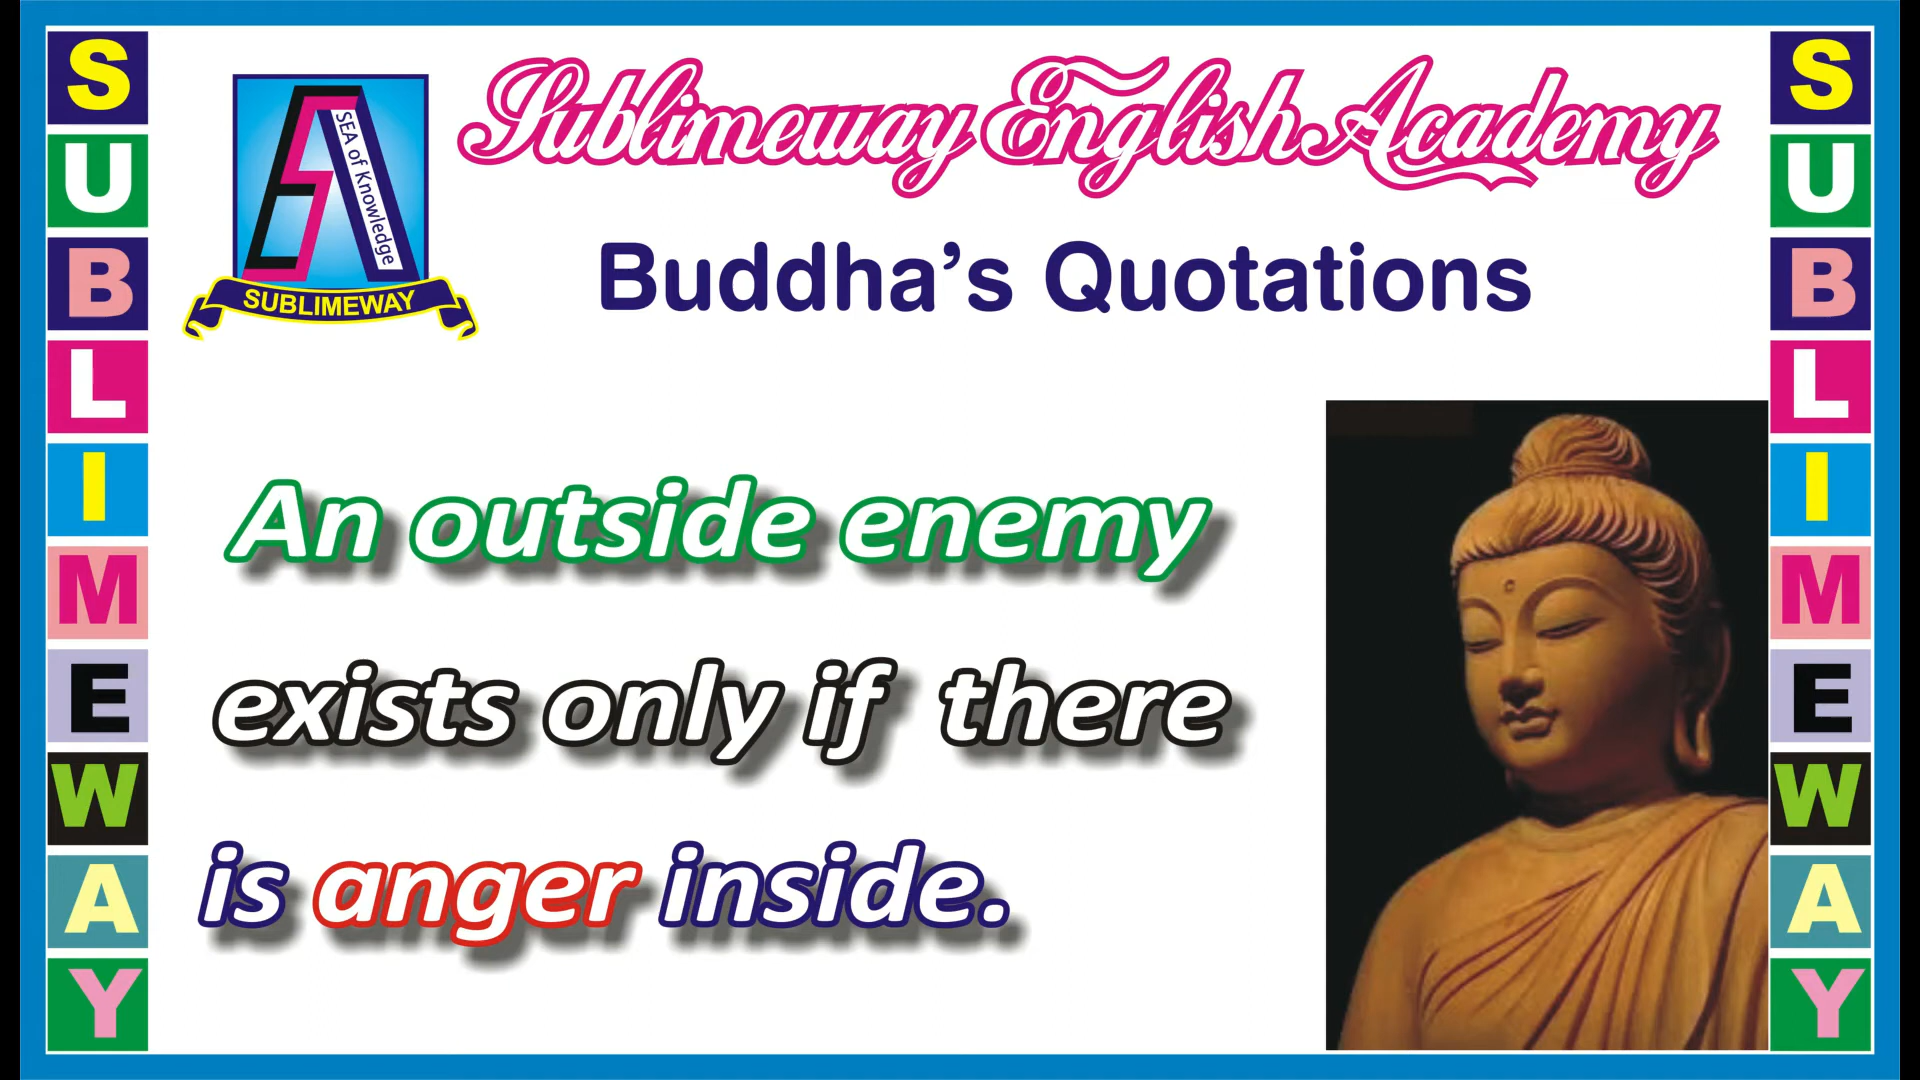 Sublimeway English Academy
SEA of Knowledge
SUBLIMEWAY
Buddha's Quotations
An outside enemy
exists only if there
is anger inside.
SUBLIMEWAY
SUBLIMEWAY